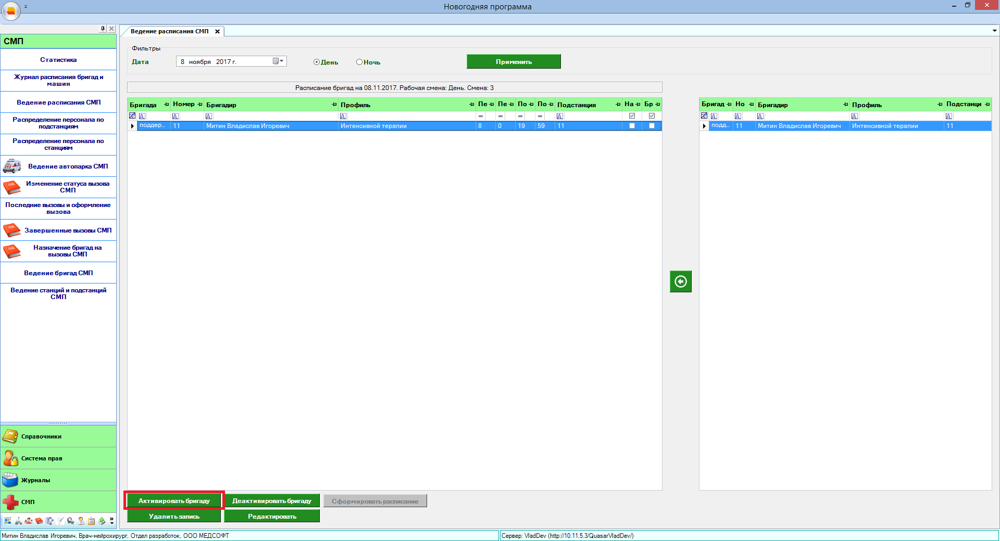 Новогодняя программа
СМП
Статистика
Журнал расписания бригад и
машин
Ведение расписания СМП
Распределение персонала по
подстанциям
Распределение персонала по
станциям
Ведение автопарка СМП
Изменение статуса вызова
СМП
Последние вызовы и оформление
вызова
Завершенные вызовы СМП
Назначение бригад на
вызовы СМП
Ведение бригад СМП
Ведение станций и подстанций
СМП
Справочники
Система прав
Журналы
СМП
Ведение расписания СМП
Фильтры
Дата 8 ноября 2017 г. День Ночь Применить
Расписание бригад на 08.11.2017. Рабочая смена: День. Смена: 3
Бригада Номер Бригадир Профиль Пе Пе По По Подстанция На Бр
A A A A = = = = A
поддер... 11 Митин Владислав Игоревич Интенсивной терапии 8 0 19 59 11
Бригад Но Бригадир Профиль Подстанци
A A A A A
подд... 11 Митин Владислав Игоревич Интенсивной терапии 11
Активировать бригаду Деактивировать бригаду Сформировать расписание
Удалить запись Редактировать
Митин Владислав Игоревич, Врач-нейрохирург, Отдел разработок, ООО МЕДСОФТ
Сервер: VladDev (http://10.11.5.3/QuasarVladDev/)